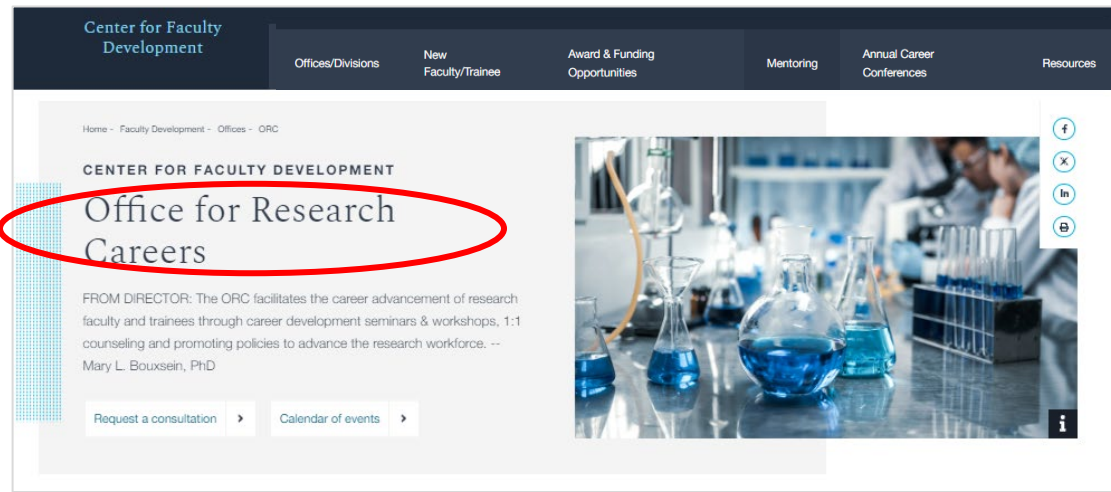 Center for Faculty
Development
Offices/Divisions
New
Faculty/Trainee
Award & Funding
Opportunities
Mentoring
Annual Career
Conferences
Resources
Home - Faculty Development - Offices - ORC
CENTER FOR FACULTY DEVELOPMENT
Office for Research
Careers
FROM DIRECTOR: The ORC facilitates the career advancement of research
faculty and trainees through career development seminars & workshops, 1:1
counseling and promoting policies to advance the research workforce. --
Mary L. Bouxsein, PhD
Request a consultation
Calendar of events
f
X
in
i